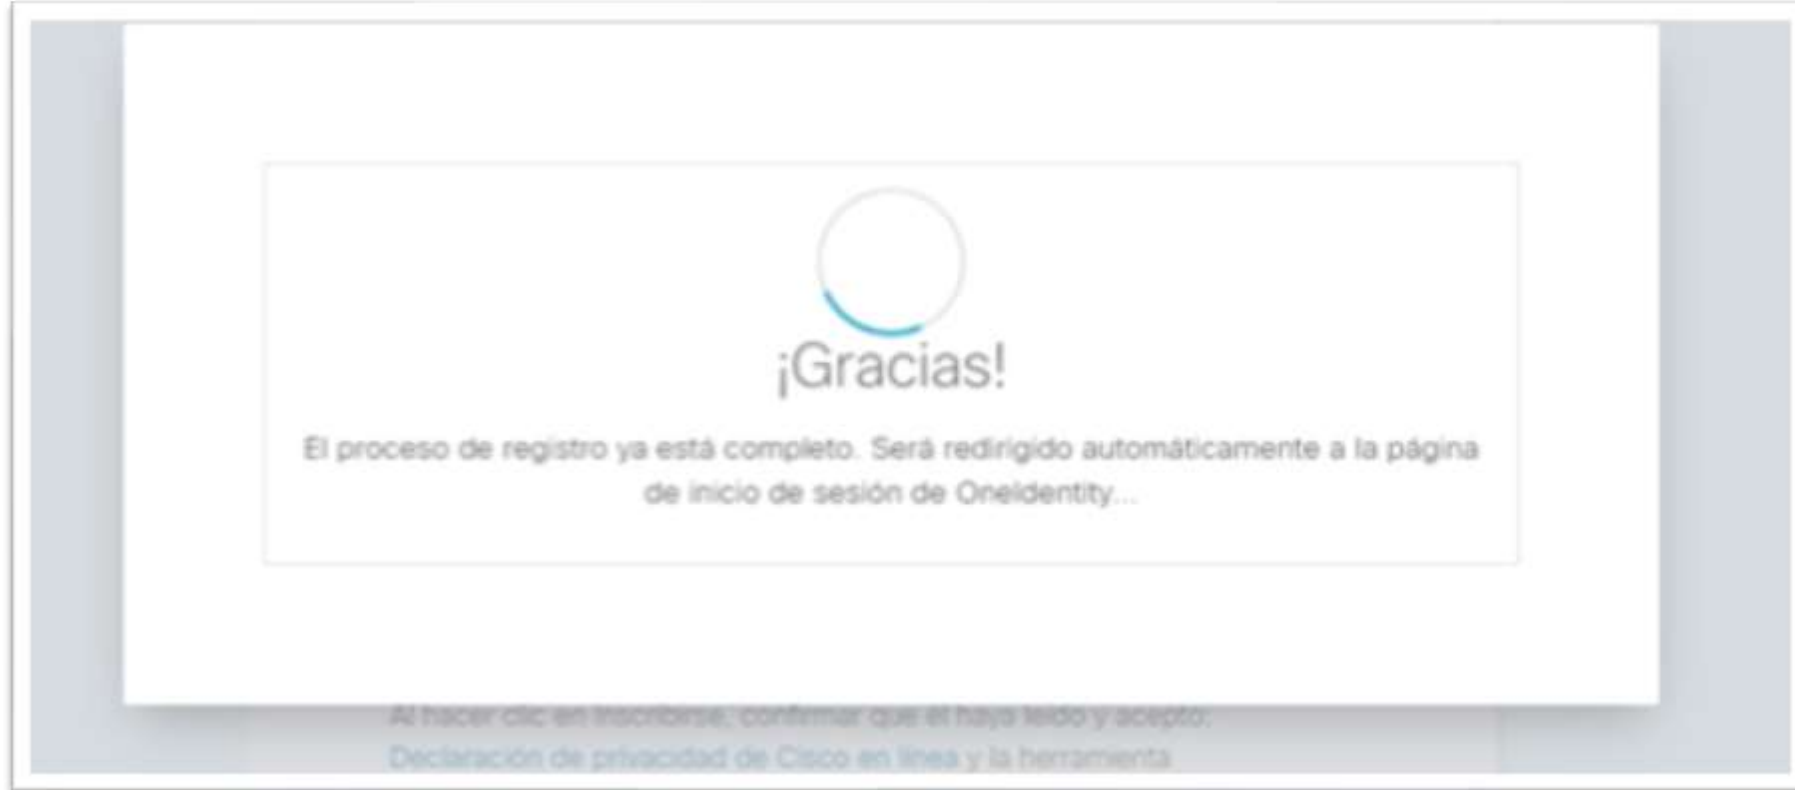 ¡Gracias!
El proceso de registro ya está completo. Será redirigido automáticamente a la página
de inicio de sesión de OneIdentity...
Al hacer clic en Inscribirse, confirmar que él haya leído y acepto:
Declaración de privacidad de Cisco en línea y la herramienta